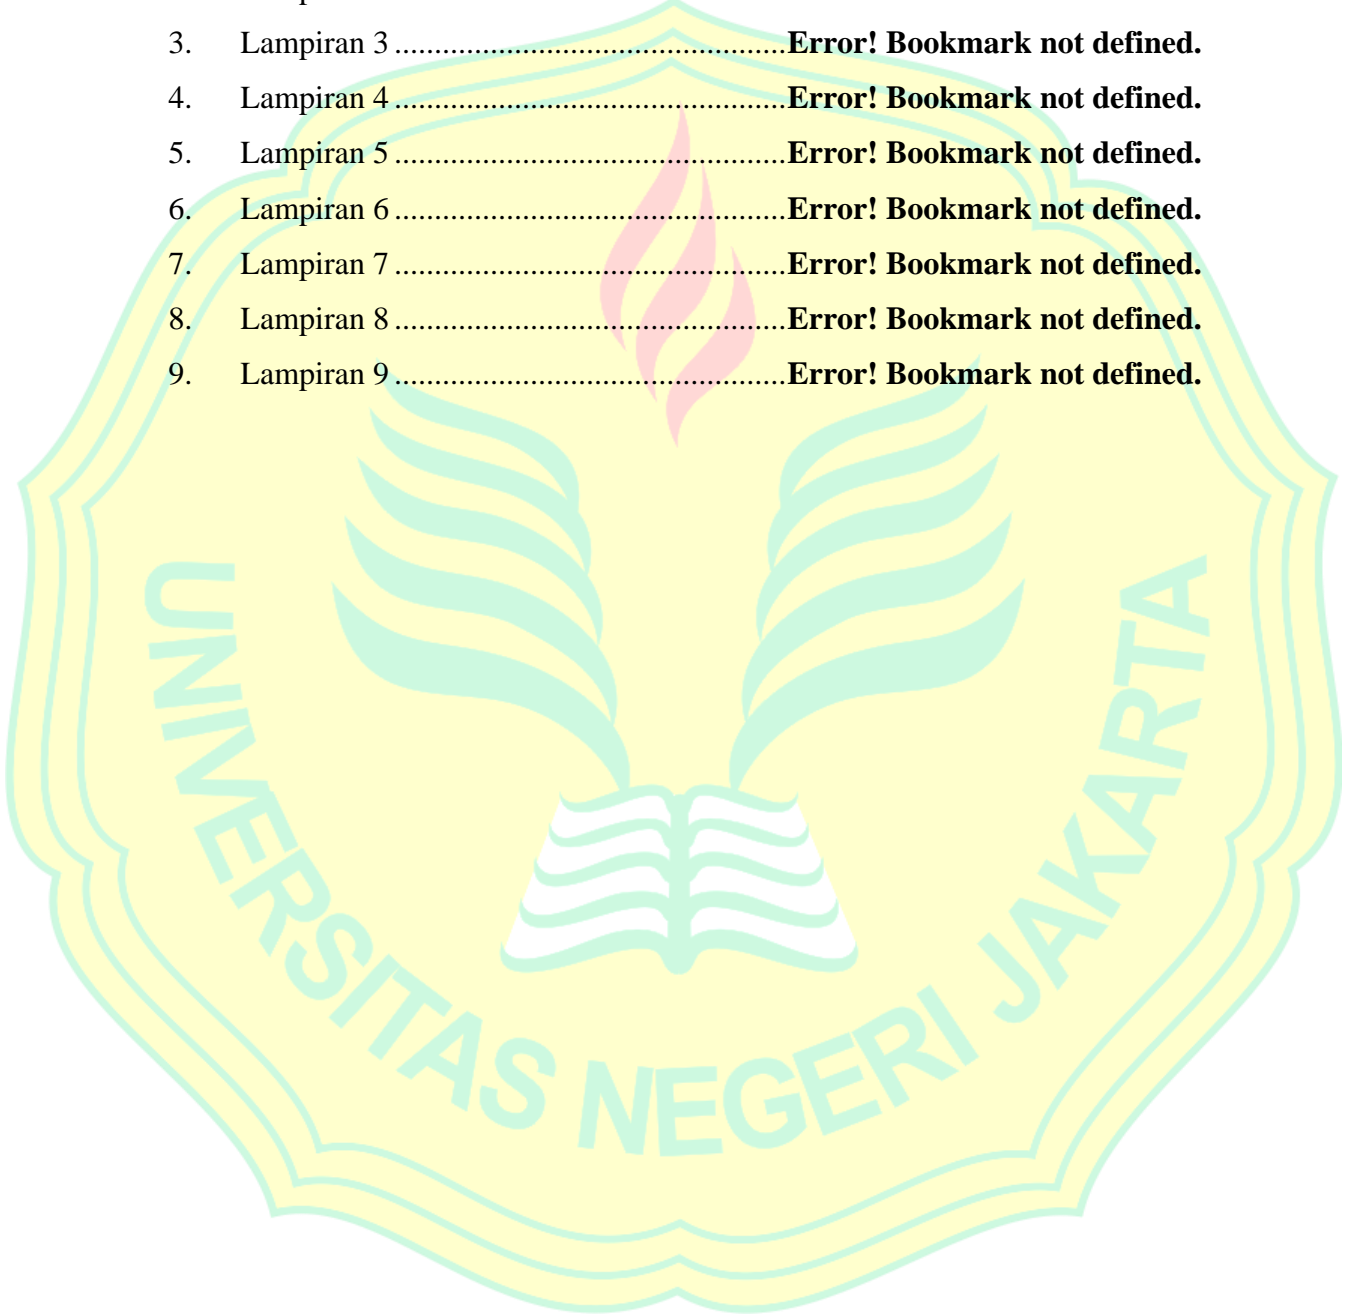 3. Lampiran 3 ................................................Error! Bookmark not defined.
4. Lampiran 4 ................................................Error! Bookmark not defined.
5. Lampiran 5 ................................................Error! Bookmark not defined.
6. Lampiran 6 ................................................Error! Bookmark not defined.
7. Lampiran 7 ................................................Error! Bookmark not defined.
8. Lampiran 8 ................................................Error! Bookmark not defined.
9. Lampiran 9 ................................................Error! Bookmark not defined.
UNIVERSITAS NEGERI JAKARTA